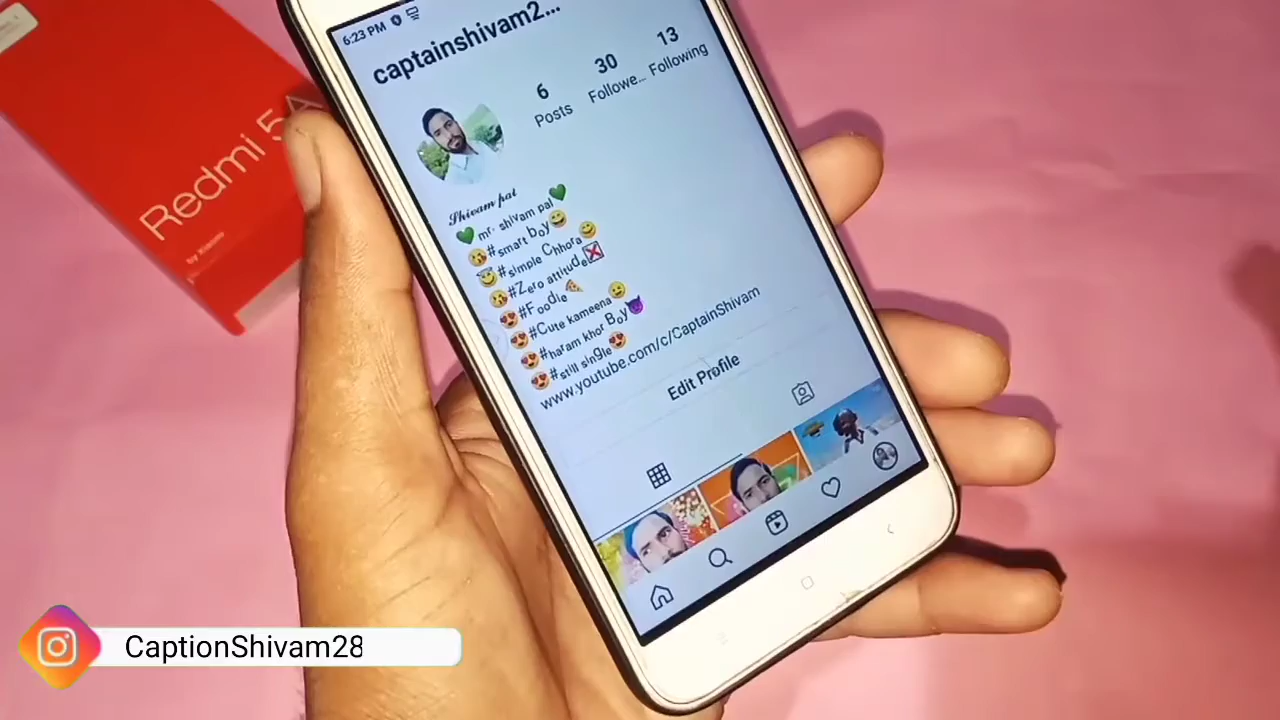 6:23 PM
captainshivam2...
6
Posts
30
Followe...
13
Following
Redmi 5A
by Xiaomi
Shivam pal
💚 mr. shivam pal💚
😘#smart boy😄
😇#simple Chhora😉
😘#Zero attitude❎
😍#Foodie🍕
😍#Cute kameena😉
😍#haram khor Boy😈
😍#still single😍
www.youtube.com/c/CaptainShivam
Edit Profile
CaptionShivam28